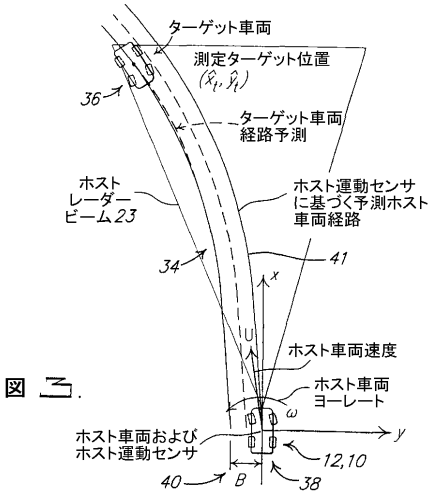 ターゲット車両
測定ターゲット位置
(x̂t, ŷt)
36
ターゲット車両
経路予測
ホスト
レーダー
ビーム23
ホスト運動センサ
に基づく予測ホスト
車両経路
34
41
x
U
ホスト車両速度
ホスト車両
ヨーレート
ω
図 3.
ホスト車両および
ホスト運動センサ
y
40
B
38
12,10